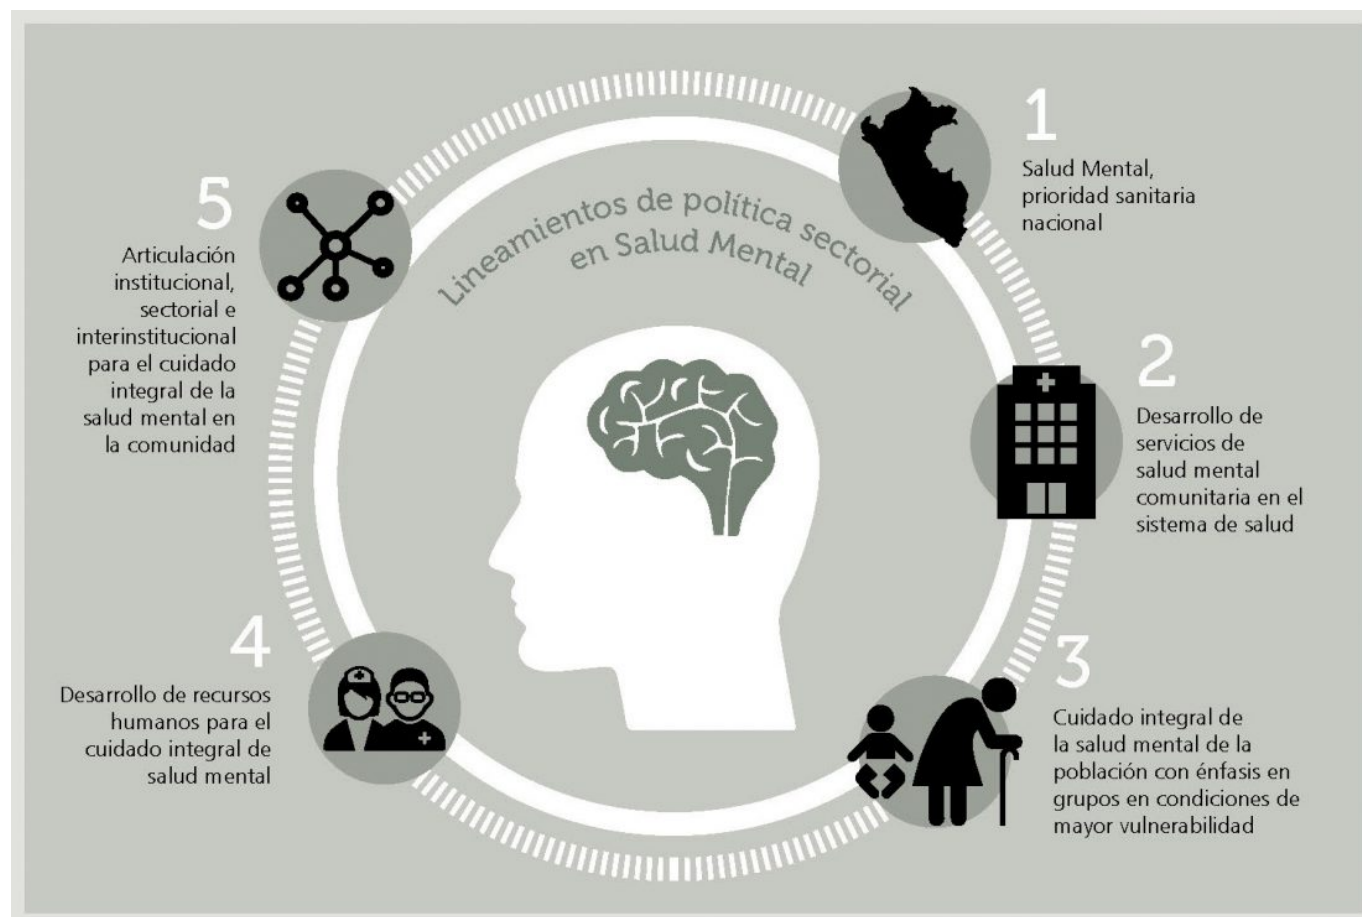 Lineamientos de política sectorial
en Salud Mental
1
Salud Mental,
prioridad sanitaria
nacional
2
Desarrollo de
servicios de
salud mental
comunitaria en el
sistema de salud
3
Cuidado integral de
la salud mental de la
población con énfasis en
grupos en condiciones de
mayor vulnerabilidad
4
Desarrollo de recursos
humanos para el
cuidado integral de
salud mental
5
Articulación
institucional,
sectorial e
interinstitucional
para el cuidado
integral de la
salud mental en
la comunidad